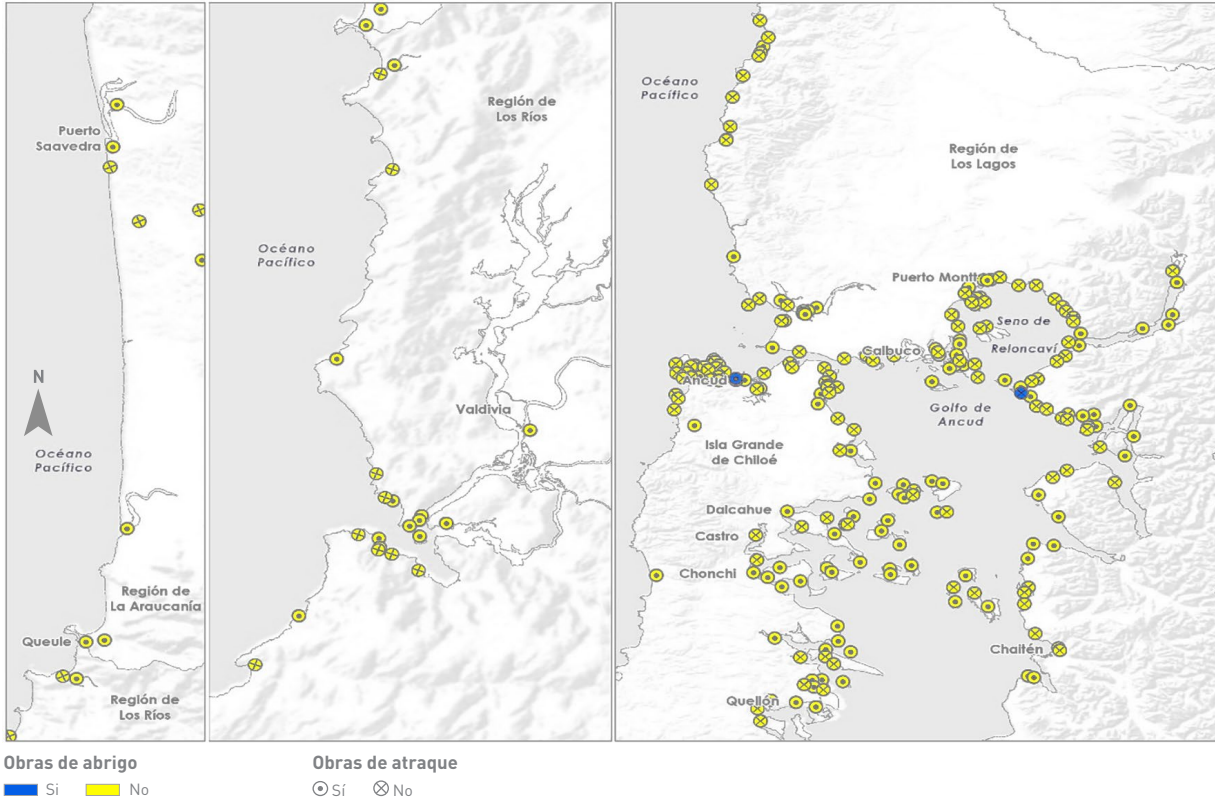 Puerto
Saavedra
N
Océano
Pacífico
Región de
La Araucanía
Queule
Región de
Los Ríos
Región de
Los Ríos
Océano
Pacífico
Valdivia
Océano
Pacífico
Región de
Los Lagos
Puerto Montt
Seno de
Reloncaví
Calbuco
Ancud
Golfo de
Ancud
Isla Grande
de Chiloé
Dalcahue
Castro
Chonchi
Chaitén
Quellón
Obras de abrigo
Si
No
Obras de atraque
Sí
No